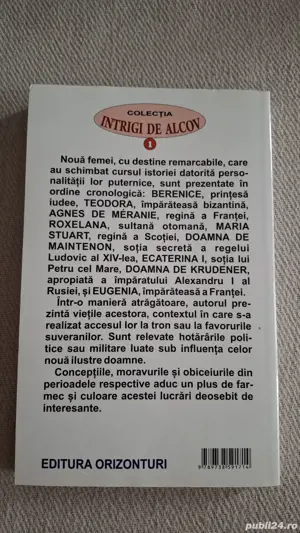 COLECȚIA
INTRIGI DE ALCOV
1
Nouă femei, cu destine remarcabile, care
au schimbat cursul istoriei datorită perso-
nalității lor puternice, sunt prezentate în
ordine cronologică: BERENICE, prințesă
iudee, TEODORA, împărăteasă bizantină,
AGNES DE MÉRANIE, regină a Franței,
ROXELANA, sultană otomană, MARIA
STUART, regină a Scoției, DOAMNA DE
MAINTENON, soția secretă a regelui
Ludovic al XIV-lea, ECATERINA I, soția lui
Petru cel Mare, DOAMNA DE KRUDENER,
apropiată a împăratului Alexandru I al
Rusiei, și EUGENIA, împărăteasă a Franței.
Într-o manieră atrăgătoare, autorul pre-
zintă viețile acestora, contextul în care s-a
realizat accesul lor la tron sau la favorurile
suveranilor. Sunt relevate hotărârile poli-
tice sau militare luate sub influența celor
nouă ilustre doamne.
Concepțiile, moravurile și obiceiurile din
perioadele respective aduc un plus de far-
mec și culoare acestei lucrări deosebit de
interesante.
EDITURA ORIZONTURI
9789738591714
publi24.ro